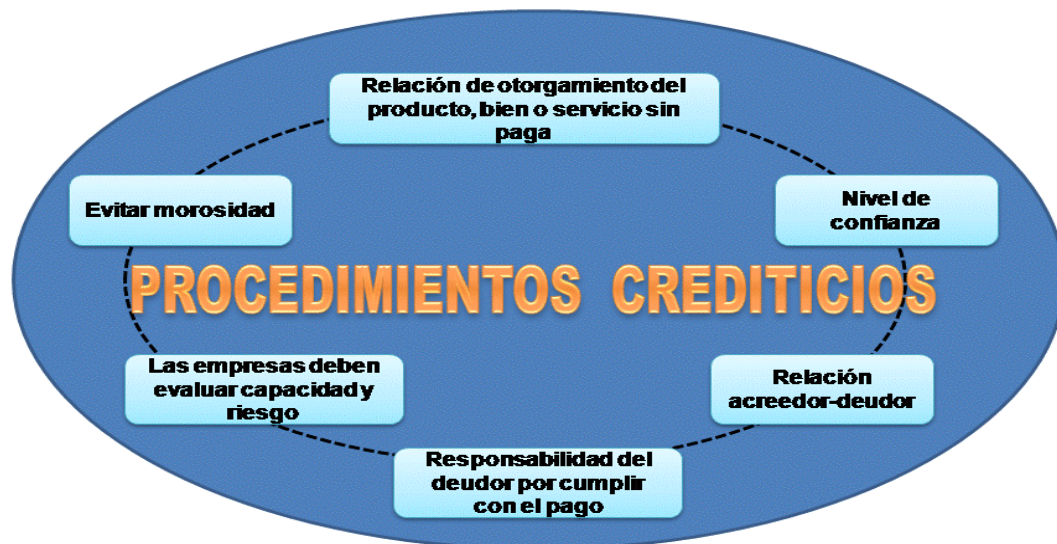 Relación de otorgamiento del
producto, bien o servicio sin
paga
Evitar morosidad
Nivel de
confianza
PROCEDIMIENTOS CREDITICIOS
Las empresas deben
evaluar capacidad y
riesgo
Relación
acreedor-deudor
Responsabilidad del
deudor por cumplir
con el pago